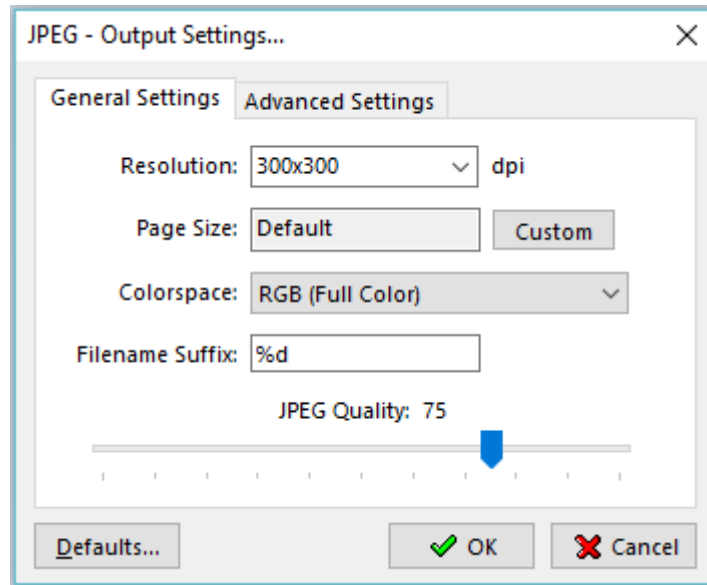 JPEG - Output Settings...
General Settings Advanced Settings
Resolution: 300x300 dpi
Page Size: Default Custom
Colorspace: RGB (Full Color)
Filename Suffix: %d
JPEG Quality: 75
Defaults... OK Cancel